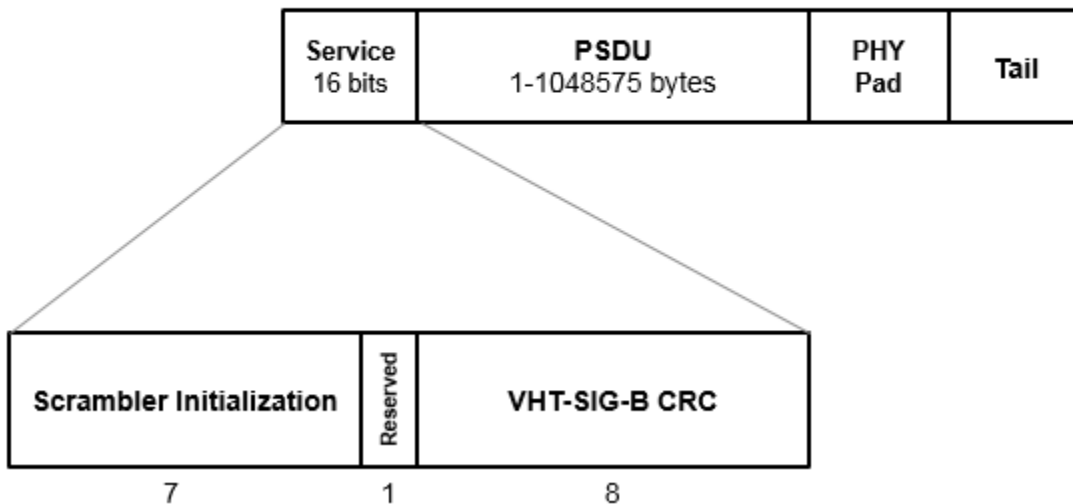 Service
16 bits
PSDU
1-1048575 bytes
PHY
Pad
Tail
Scrambler Initialization
Reserved
VHT-SIG-B CRC
7
1
8